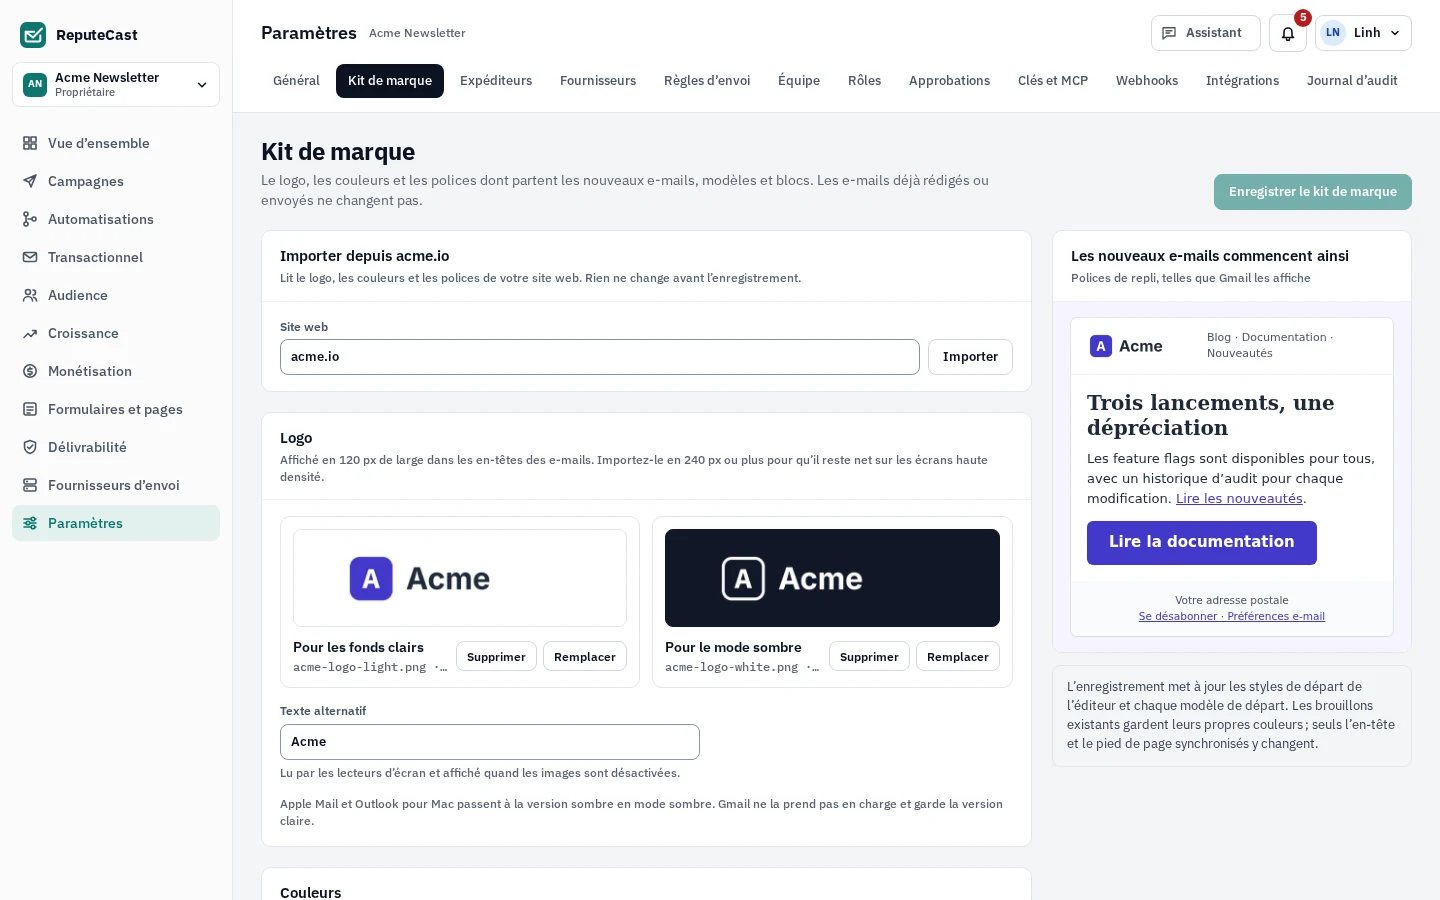 ReputeCast
AN
Acme Newsletter
Propriétaire
Vue d’ensemble
Campagnes
Automatisations
Transactionnel
Audience
Croissance
Monétisation
Formulaires et pages
Délivrabilité
Fournisseurs d’envoi
Paramètres
Paramètres Acme Newsletter
Assistant
5
LN Linh
Général Kit de marque Expéditeurs Fournisseurs Règles d’envoi Équipe Rôles Approbations Clés et MCP Webhooks Intégrations Journal d’audit
Kit de marque
Le logo, les couleurs et les polices dont partent les nouveaux e-mails, modèles et blocs. Les e-mails déjà rédigés ou
envoyés ne changent pas.
Enregistrer le kit de marque
Importer depuis acme.io
Lit le logo, les couleurs et les polices de votre site web. Rien ne change avant l’enregistrement.
Site web
acme.io
Importer
Logo
Affiché en 120 px de large dans les en-têtes des e-mails. Importez-le en 240 px ou plus pour qu’il reste net sur les écrans haute
densité.
A Acme
Pour les fonds clairs
acme-logo-light.png ·…
Supprimer Remplacer
A Acme
Pour le mode sombre
acme-logo-white.png ·…
Supprimer Remplacer
Texte alternatif
Acme
Lu par les lecteurs d’écran et affiché quand les images sont désactivées.
Apple Mail et Outlook pour Mac passent à la version sombre en mode sombre. Gmail ne la prend pas en charge et garde la version
claire.
Couleurs
Les nouveaux e-mails commencent ainsi
Polices de repli, telles que Gmail les affiche
A Acme
Blog · Documentation ·
Nouveautés
Trois lancements, une
dépréciation
Les feature flags sont disponibles pour tous,
avec un historique d’audit pour chaque
modification. Lire les nouveautés.
Lire la documentation
Votre adresse postale
Se désabonner · Préférences e-mail
L’enregistrement met à jour les styles de départ de
l’éditeur et chaque modèle de départ. Les brouillons
existants gardent leurs propres couleurs ; seuls l’en-tête
et le pied de page synchronisés y changent.